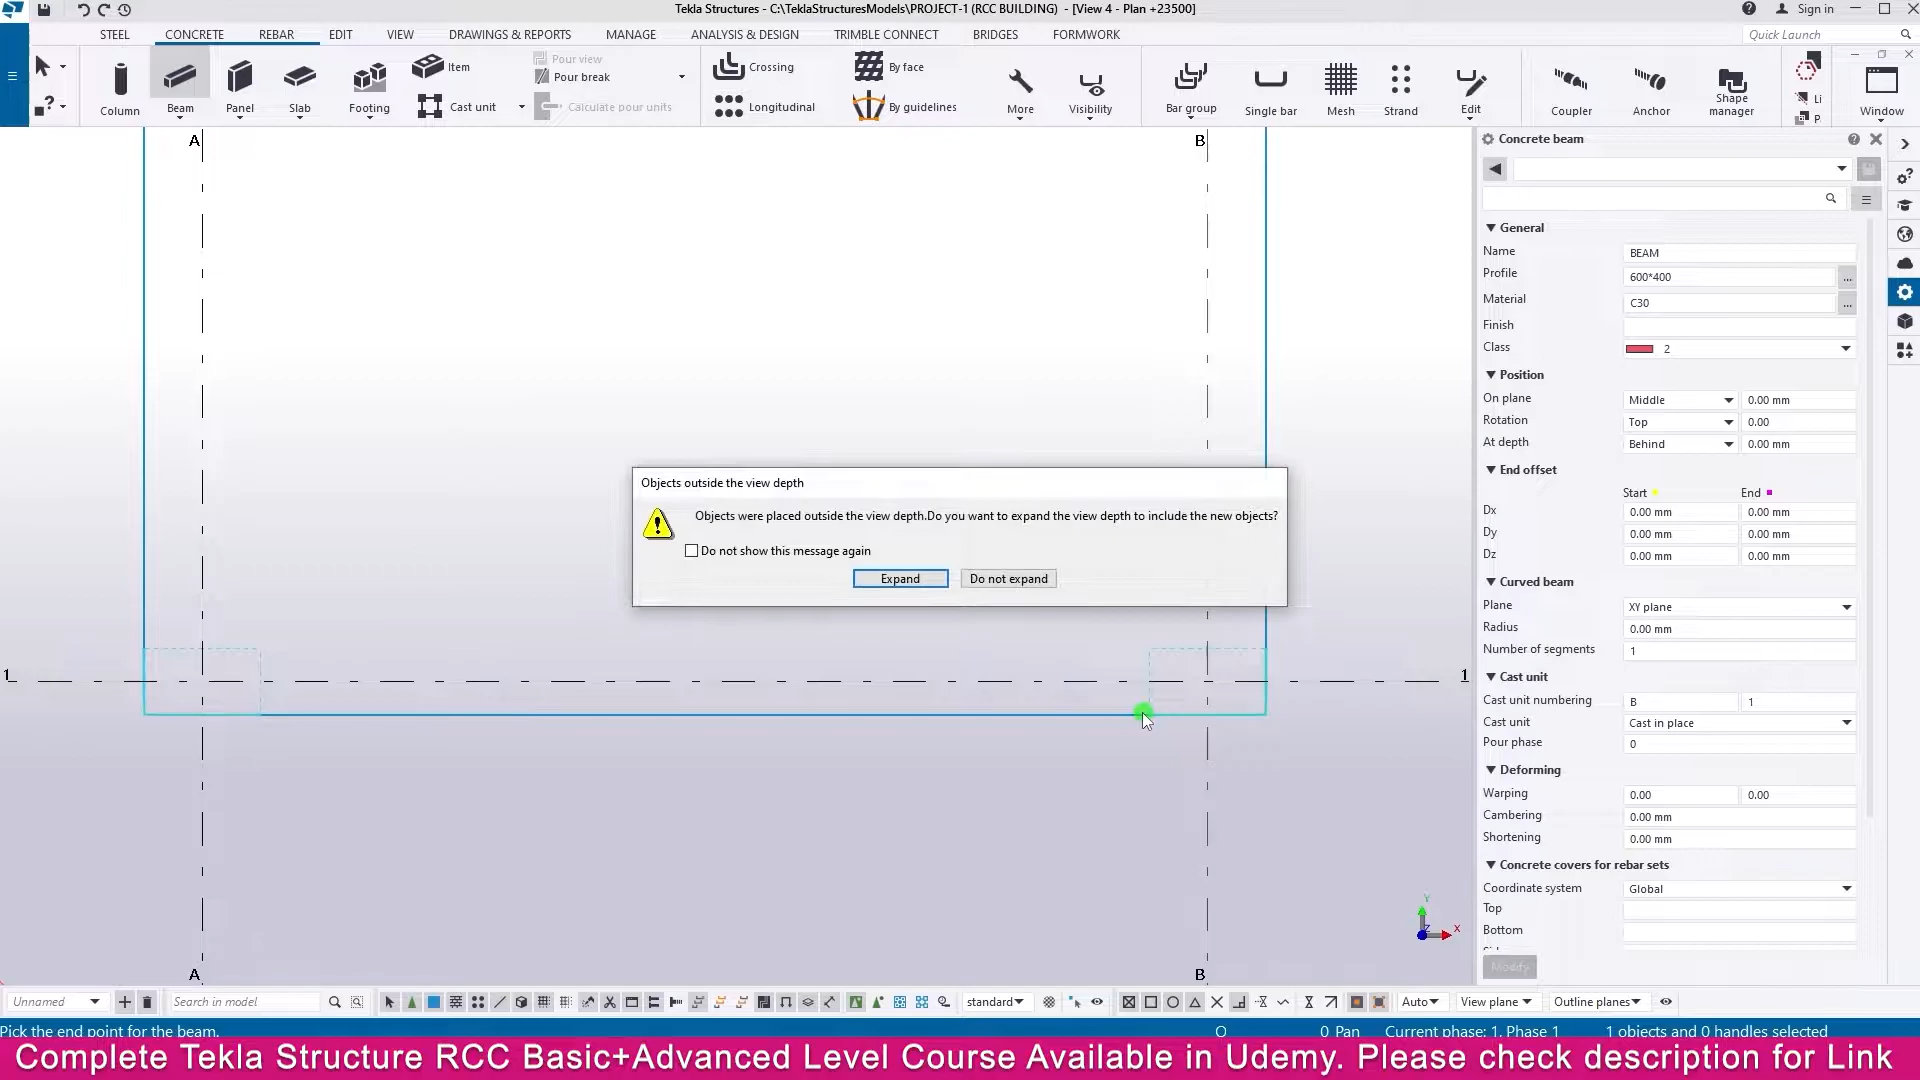 Tekla Structures - C:\TeklaStructuresModels\PROJECT-1 (RCC BUILDING) - [View 4 - Plan +23500]
Sign in
STEEL CONCRETE REBAR EDIT VIEW DRAWINGS & REPORTS MANAGE ANALYSIS & DESIGN TRIMBLE CONNECT BRIDGES FORMWORK
Quick Launch
Column Beam Panel Slab Footing
Item
Cast unit
Pour view
Pour break
Calculate pour units
Crossing
Longitudinal
By face
By guidelines
More Visibility
Bar group Single bar Mesh Strand Edit
Coupler Anchor Shape manager
Li
P
Window
A B
Concrete beam
General
Name BEAM
Profile 600*400 ...
Material C30 ...
Finish
Class 2
Position
On plane Middle 0.00 mm
Rotation Top 0.00
At depth Behind 0.00 mm
End offset
Start End
Dx 0.00 mm 0.00 mm
Dy 0.00 mm 0.00 mm
Dz 0.00 mm 0.00 mm
Curved beam
Plane XY plane
Radius 0.00 mm
Number of segments 1
Cast unit
Cast unit numbering B 1
Cast unit Cast in place
Pour phase 0
Deforming
Warping 0.00 0.00
Cambering 0.00 mm
Shortening 0.00 mm
Concrete covers for rebar sets
Coordinate system Global
Top
Bottom
Modify
Objects outside the view depth
Objects were placed outside the view depth.Do you want to expand the view depth to include the new objects?
Do not show this message again
Expand Do not expand
1 1
Y
Z X
A B
Unnamed Search in model standard Auto View plane Outline planes
Pick the end point for the beam. O 0 Pan Current phase: 1, Phase 1 1 objects and 0 handles selected
Complete Tekla Structure RCC Basic+Advanced Level Course Available in Udemy. Please check description for Link